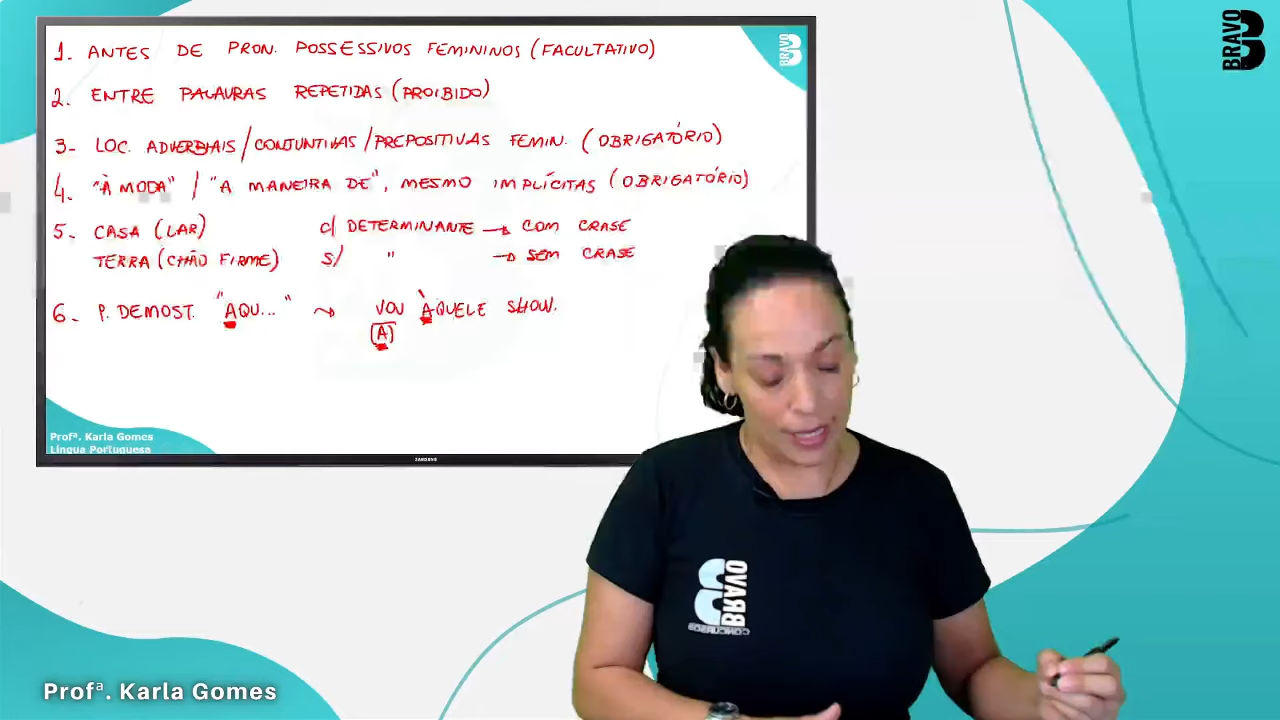 1. ANTES DE PRON. POSSESSIVOS FEMININOS (FACULTATIVO)
2. ENTRE PALAVRAS REPETIDAS (PROIBIDO)
3- LOC. ADVERBIAIS/CONJUNTIVAS/PREPOSITIVAS FEMIN. (OBRIGATÓRIO)
4. "À MODA" / "A MANEIRA DE", MESMO IMPLÍCITAS (OBRIGATÓRIO)
5. CASA (LAR) c/ DETERMINANTE → COM CRASE
TERRA (CHÃO FIRME) s/ " → SEM CRASE
6- P. DEMOST. "AQU..." → VOU ÀQUELE SHOW.
A
Profª. Karla Gomes
Língua Portuguesa
SAMSUNG
BRAVO
BRAVO
BRAVO
CONCURSOS
Profª. Karla Gomes